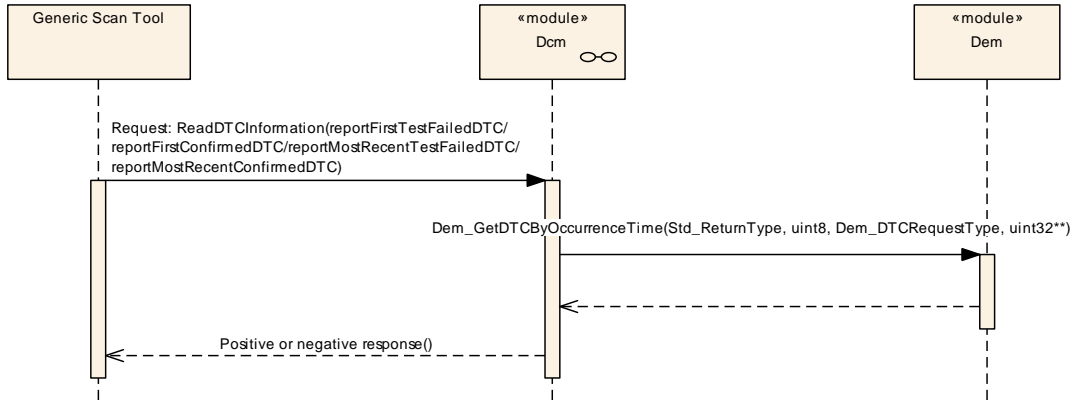 Generic Scan Tool
«module»
Dcm
«module»
Dem
Request: ReadDTCInformation(reportFirstTestFailedDTC/
reportFirstConfirmedDTC/reportMostRecentTestFailedDTC/
reportMostRecentConfirmedDTC)
Dem_GetDTCByOccurrenceTime(Std_ReturnType, uint8, Dem_DTCRequestType, uint32**)
Positive or negative response()